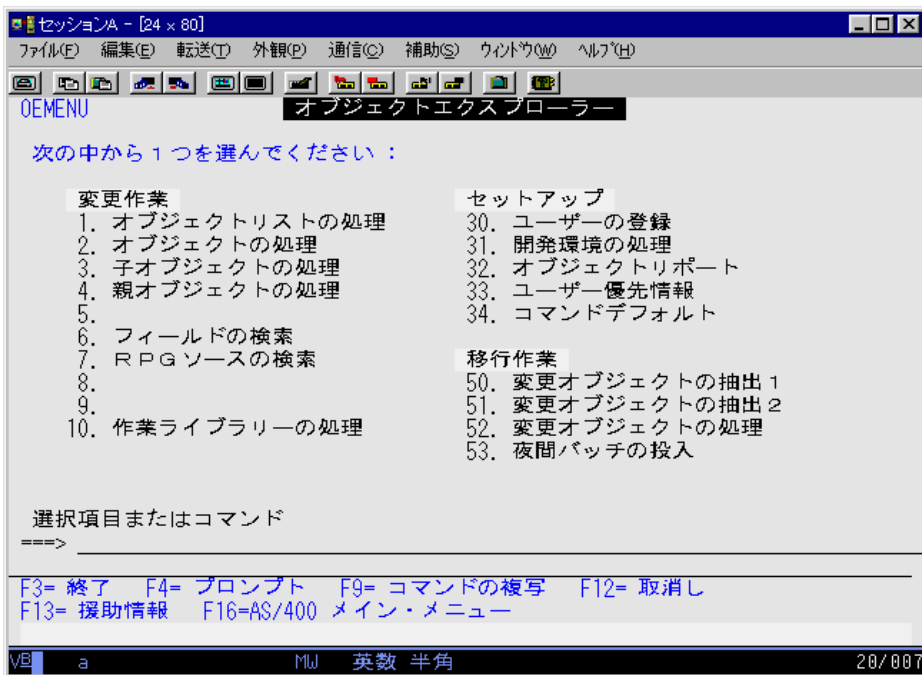 セッションA - [24 x 80]
ファイル(F) 編集(E) 転送(T) 外観(P) 通信(C) 補助(S) ウィンドウ(W) ヘルプ(H)
OEMENU オブジェクトエクスプローラー
次の中から1つを選んでください :
変更作業
1. オブジェクトリストの処理
2. オブジェクトの処理
3. 子オブジェクトの処理
4. 親オブジェクトの処理
5.
6. フィールドの検索
7. RPGソースの検索
8.
9.
10. 作業ライブラリーの処理
セットアップ
30. ユーザーの登録
31. 開発環境の処理
32. オブジェクトリポート
33. ユーザー優先情報
34. コマンドデフォルト
移行作業
50. 変更オブジェクトの抽出1
51. 変更オブジェクトの抽出2
52. 変更オブジェクトの処理
53. 夜間バッチの投入
選択項目またはコマンド
===>
F3= 終了 F4= プロンプト F9= コマンドの複写 F12= 取消し
F13= 援助情報 F16=AS/400 メイン・メニュー
VB a MW 英数 半角 20/007